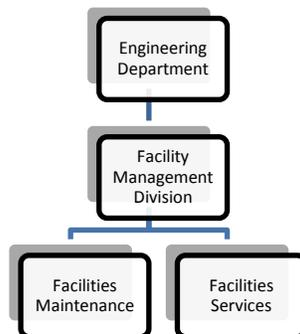 Engineering
Department
Facility
Management
Division
Facilities
Maintenance
Facilities
Services